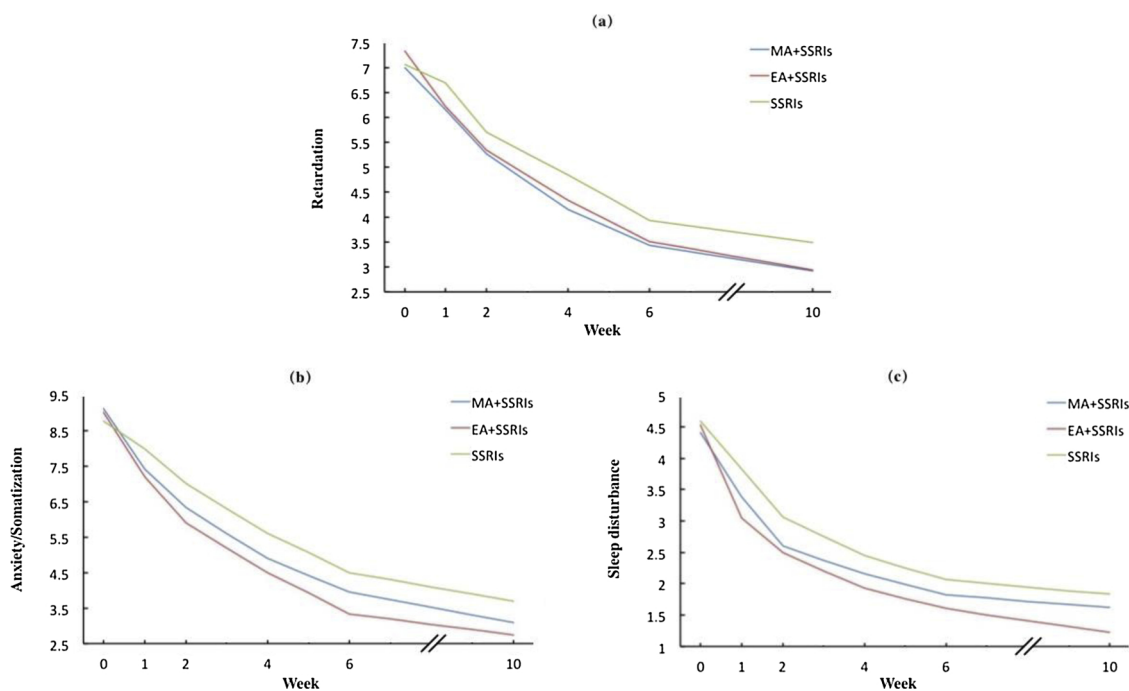 (a)
7.5
7
6.5
6
5.5
5
4.5
4
3.5
3
2.5
Retardation
MA+SSRIs
EA+SSRIs
SSRIs
0 1 2 4 6 10
Week
(b)
9.5
8.5
7.5
6.5
5.5
4.5
3.5
2.5
Anxiety/Somatization
MA+SSRIs
EA+SSRIs
SSRIs
0 1 2 4 6 10
Week
(c)
5
4.5
4
3.5
3
2.5
2
1.5
1
Sleep disturbance
MA+SSRIs
EA+SSRIs
SSRIs
0 1 2 4 6 10
Week